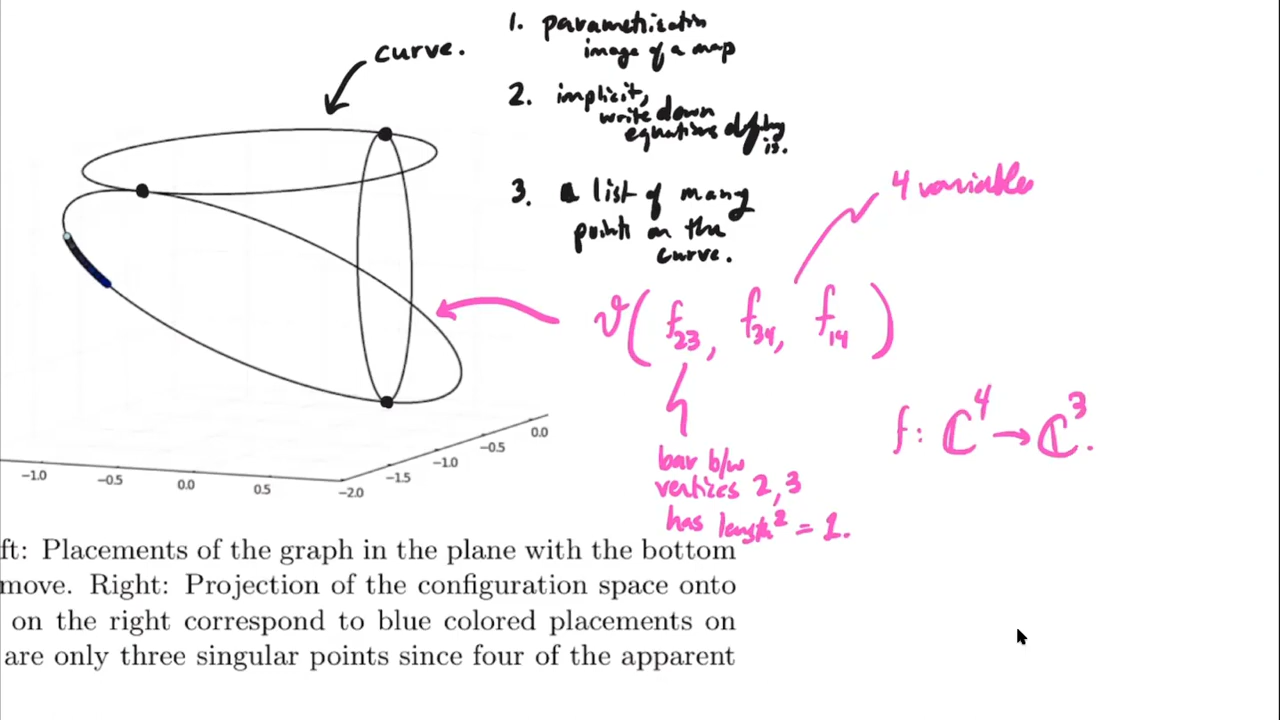 curve.
1. parametrization
image of a map
2. implicit,
write down
equations defining
it.
3. a list of many
points on the
curve.
4 variables
V( f23, f34, f14 )
f: ℂ^4 → ℂ^3.
bar b/w
vertices 2, 3
has length^2 = 1.
0.0
-0.5
-1.0
-1.5
-2.0
-1.0
-0.5
0.0
0.5
ft: Placements of the graph in the plane with the bottom
move. Right: Projection of the configuration space onto
on the right correspond to blue colored placements on
are only three singular points since four of the apparent